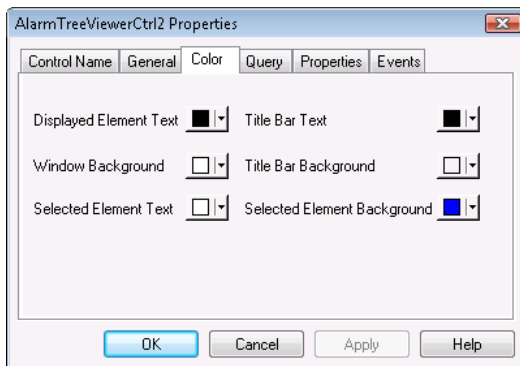 AlarmTreeViewerCtrl2 Properties
Control Name General Color Query Properties Events
Displayed Element Text Title Bar Text
Window Background Title Bar Background
Selected Element Text Selected Element Background
OK Cancel Apply Help